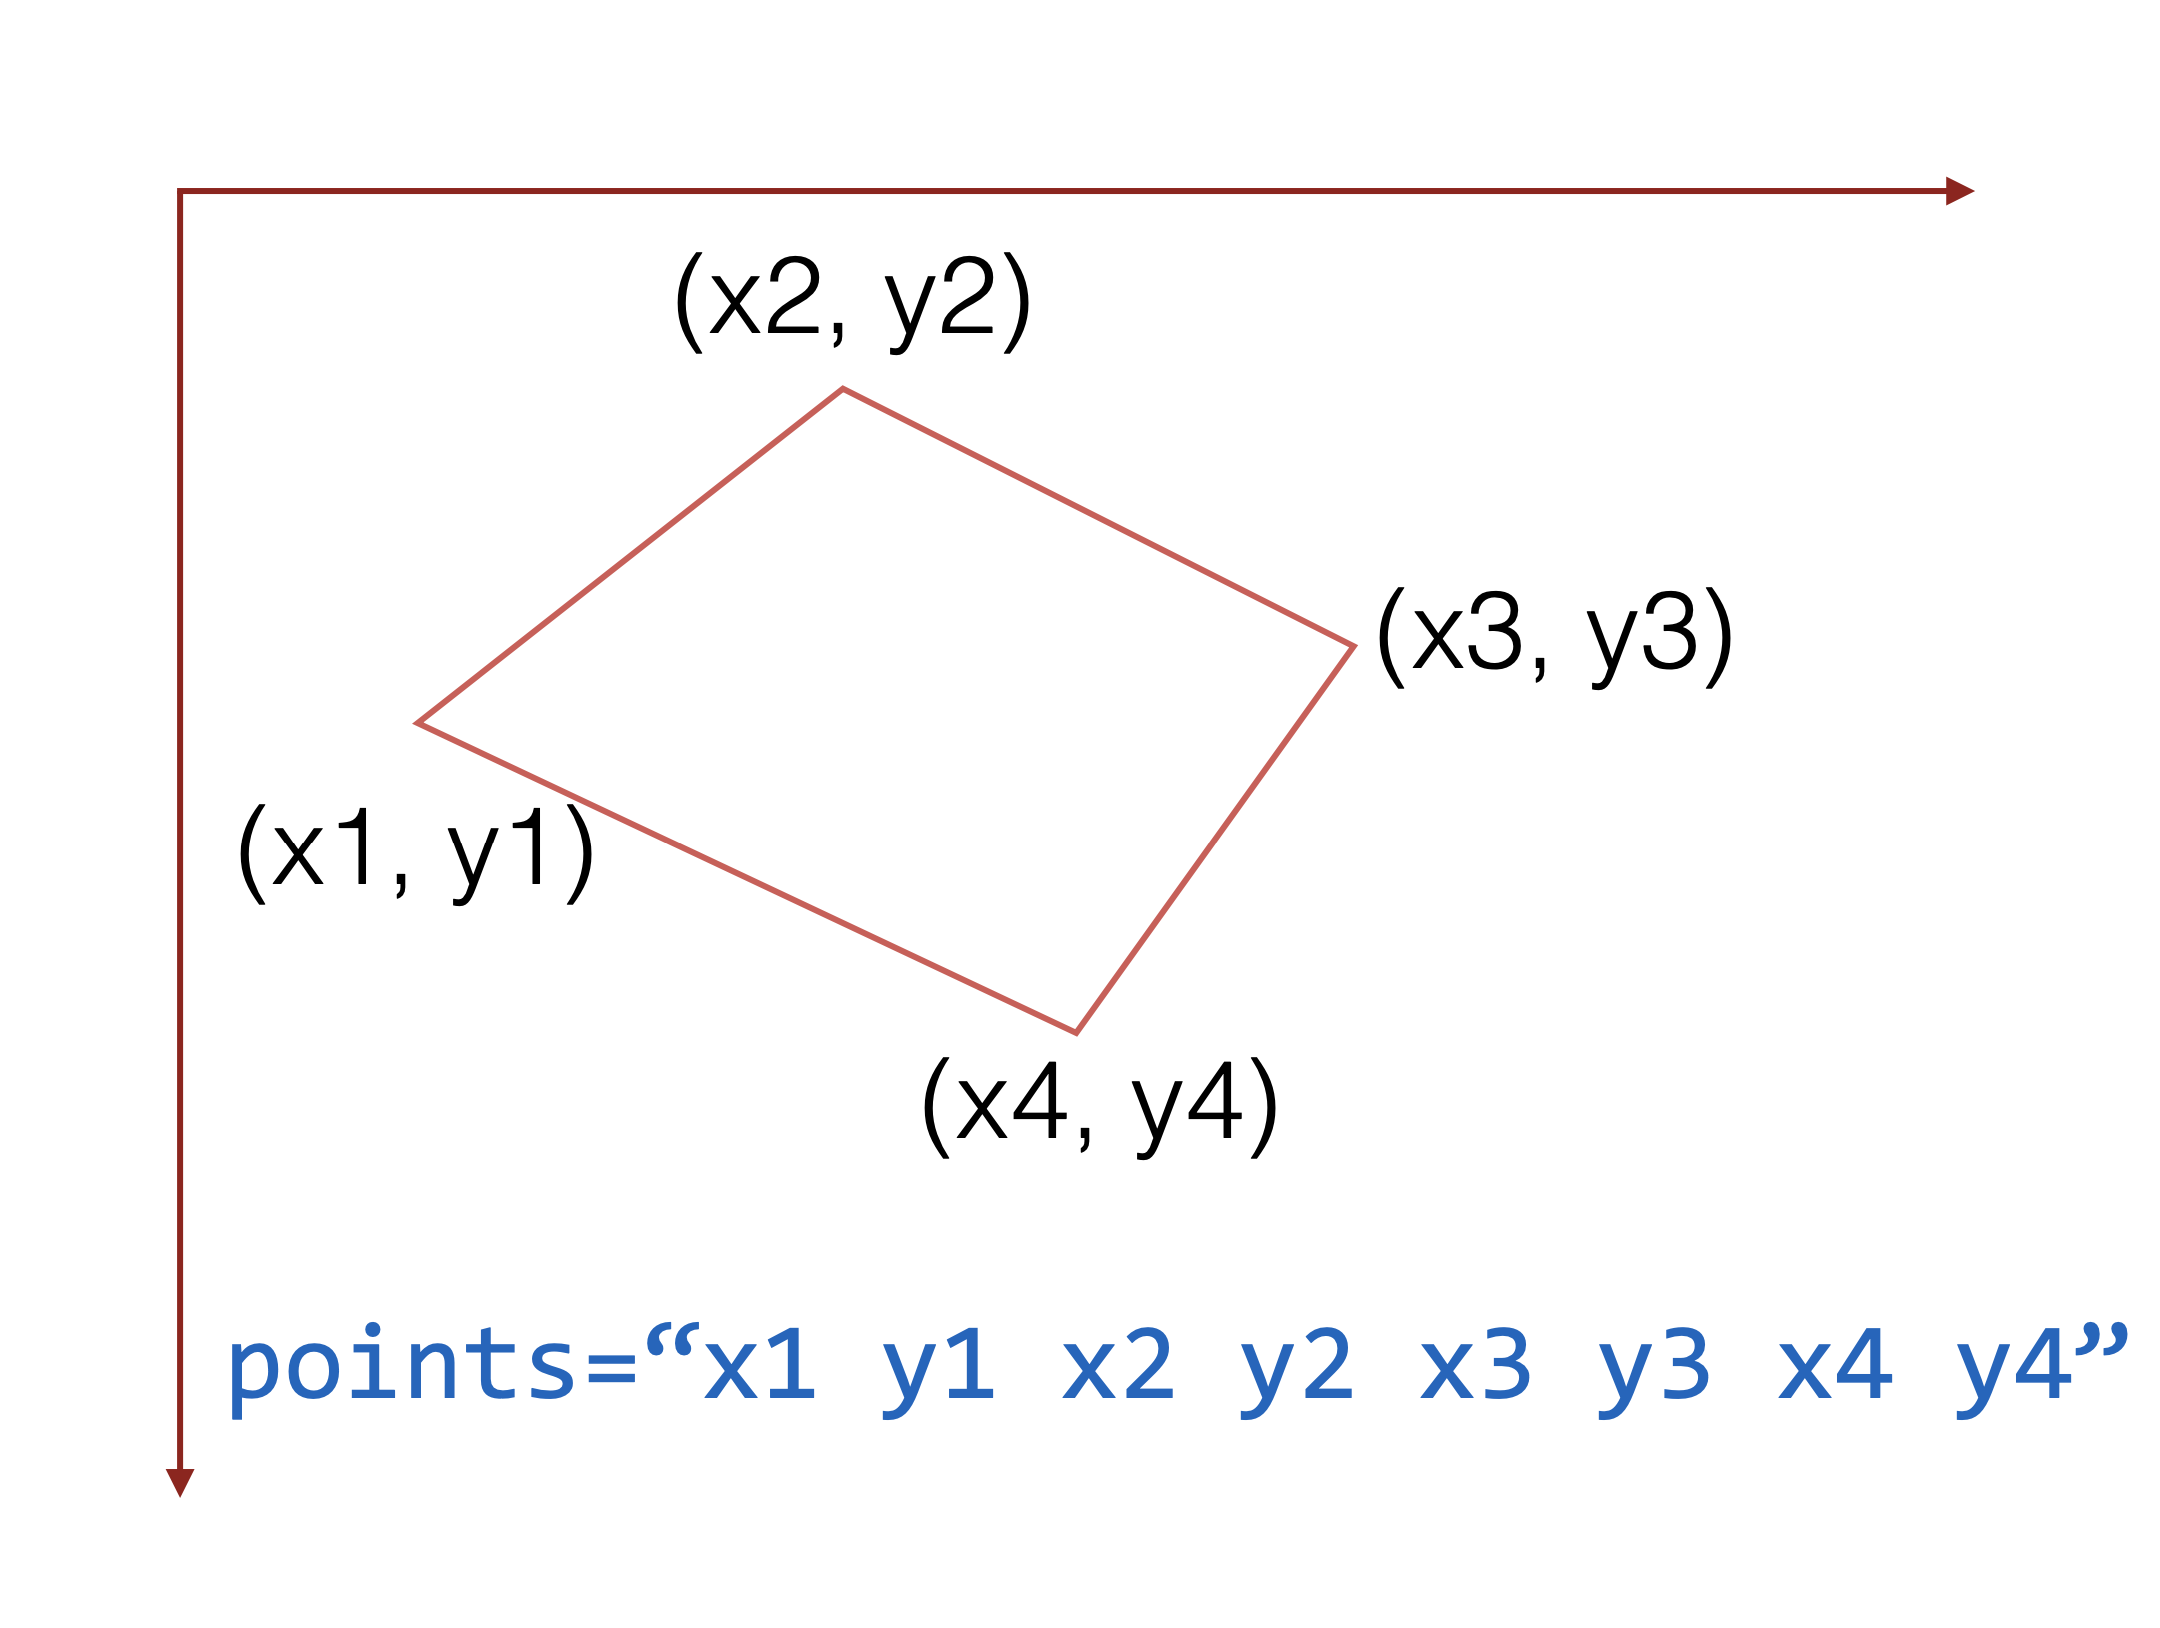 (x2, y2)
(x3, y3)
(x1, y1)
(x4, y4)
points=“x1 y1 x2 y2 x3 y3 x4 y4”